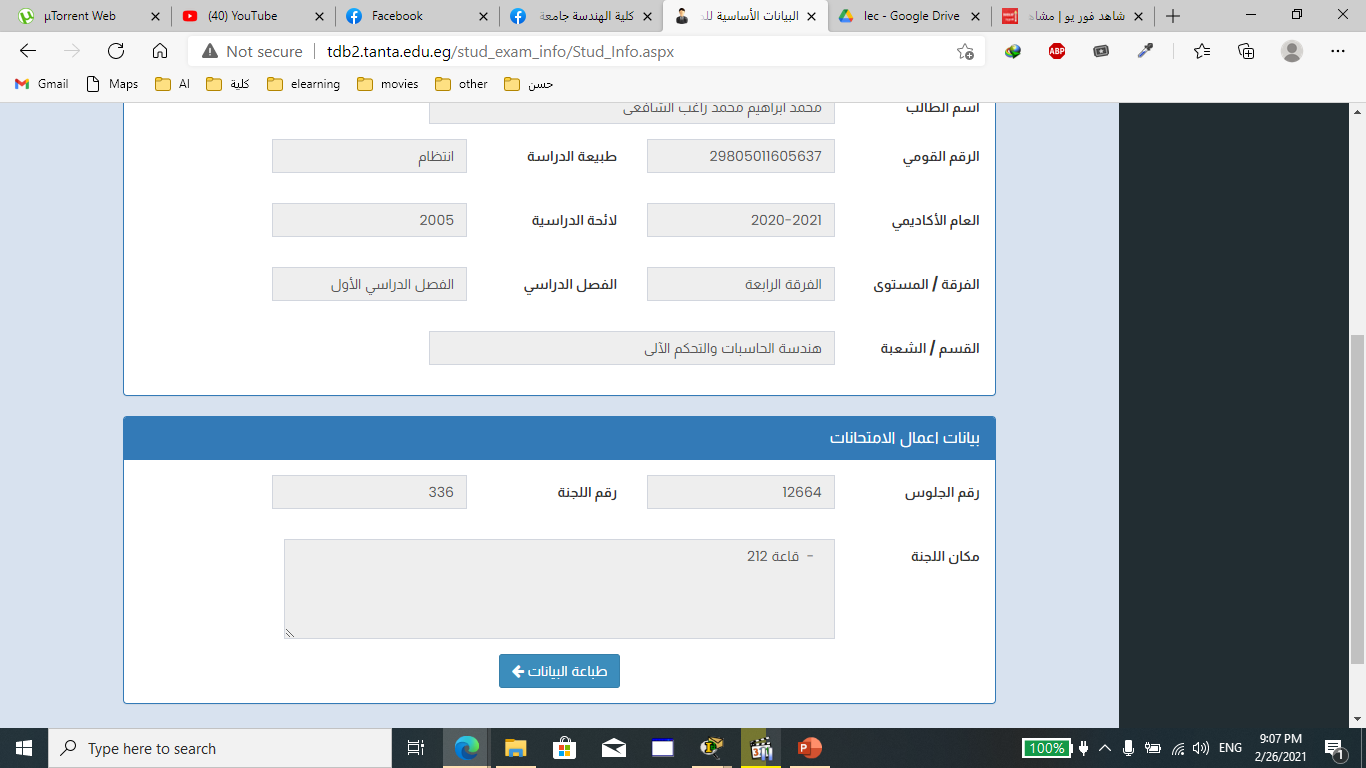 µTorrent Web
(40) YouTube
Facebook
كلية الهندسة جامعة
البيانات الأساسية للـ
lec - Google Drive
شاهد فور يو | مشاه
Not secure
tdb2.tanta.edu.eg/stud_exam_info/Stud_Info.aspx
ABP
Gmail
Maps
AI
كلية
elearning
movies
other
حسن
اسم الطالب
محمد ابراهيم محمد راغب الشافعى
الرقم القومي 29805011605637 طبيعة الدراسة انتظام
العام الأكاديمي 2020-2021 لائحة الدراسية 2005
الفرقة / المستوى الفرقة الرابعة الفصل الدراسي الفصل الدراسي الأول
القسم / الشعبة هندسة الحاسبات والتحكم الآلى
بيانات اعمال الامتحانات
رقم الجلوس 12664 رقم اللجنة 336
مكان اللجنة - قاعة 212
طباعة البيانات
Type here to search
100%
ENG
9:07 PM
2/26/2021
1